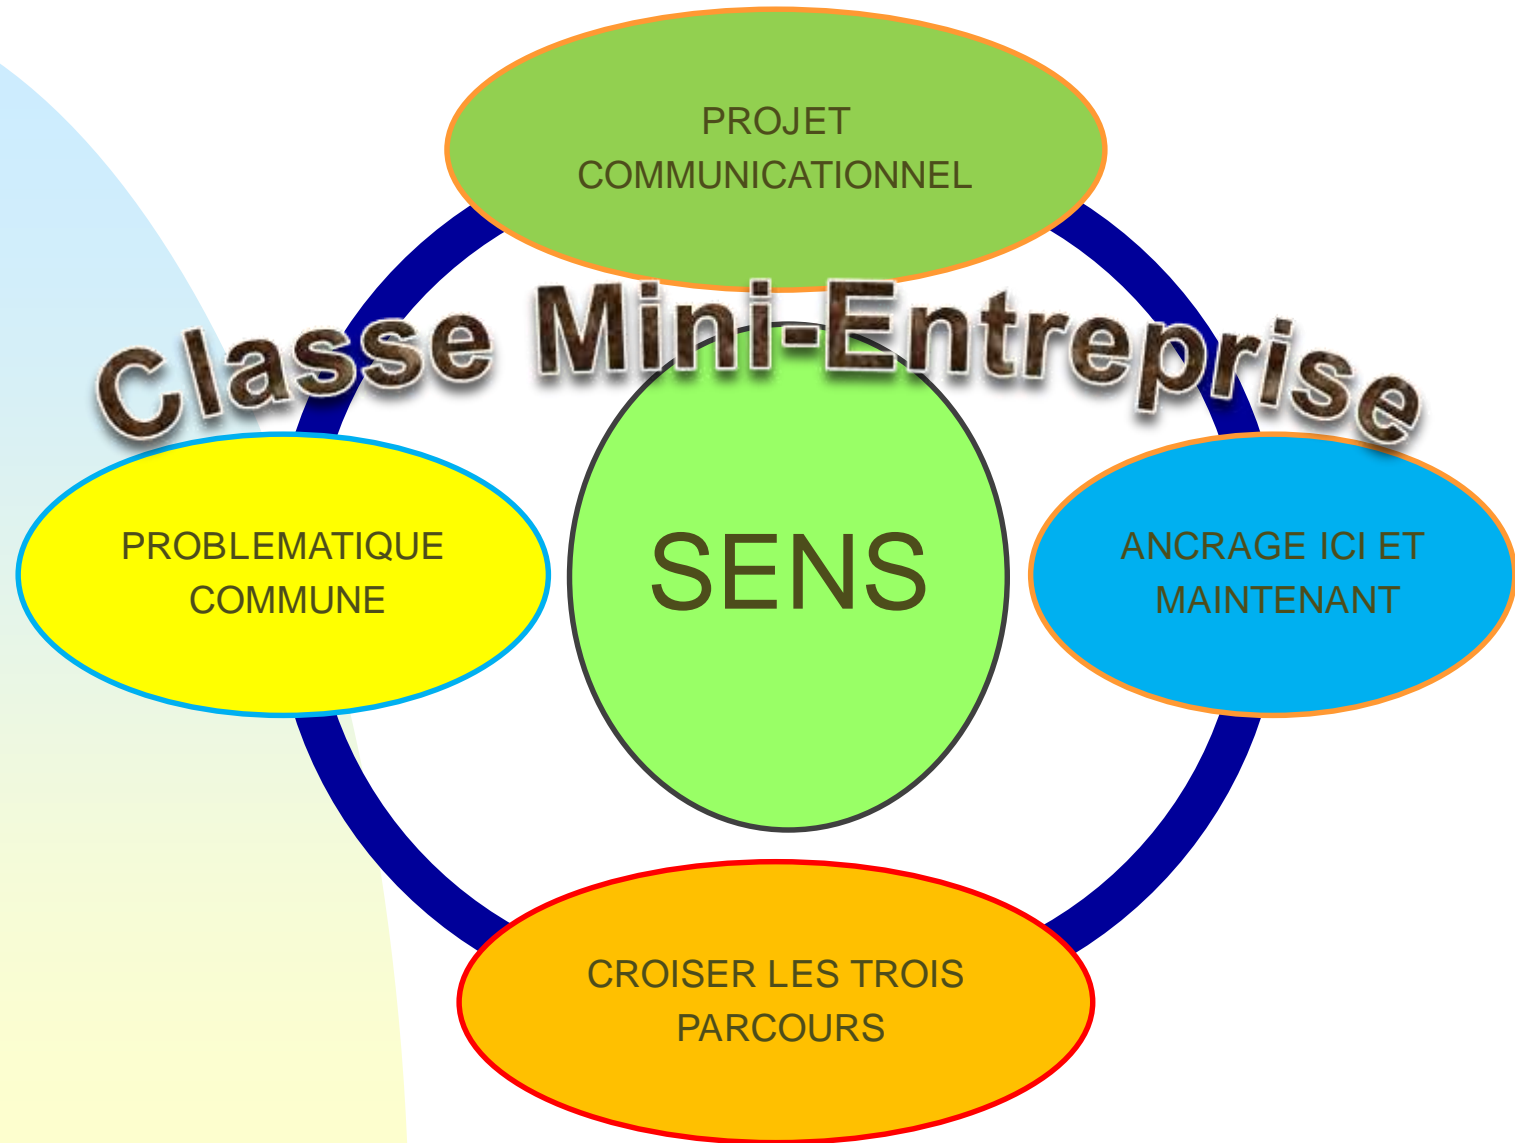 PROJET
COMMUNICATIONNEL
Classe Mini-Entreprise
PROBLEMATIQUE
COMMUNE
SENS
ANCRAGE ICI ET
MAINTENANT
CROISER LES TROIS
PARCOURS